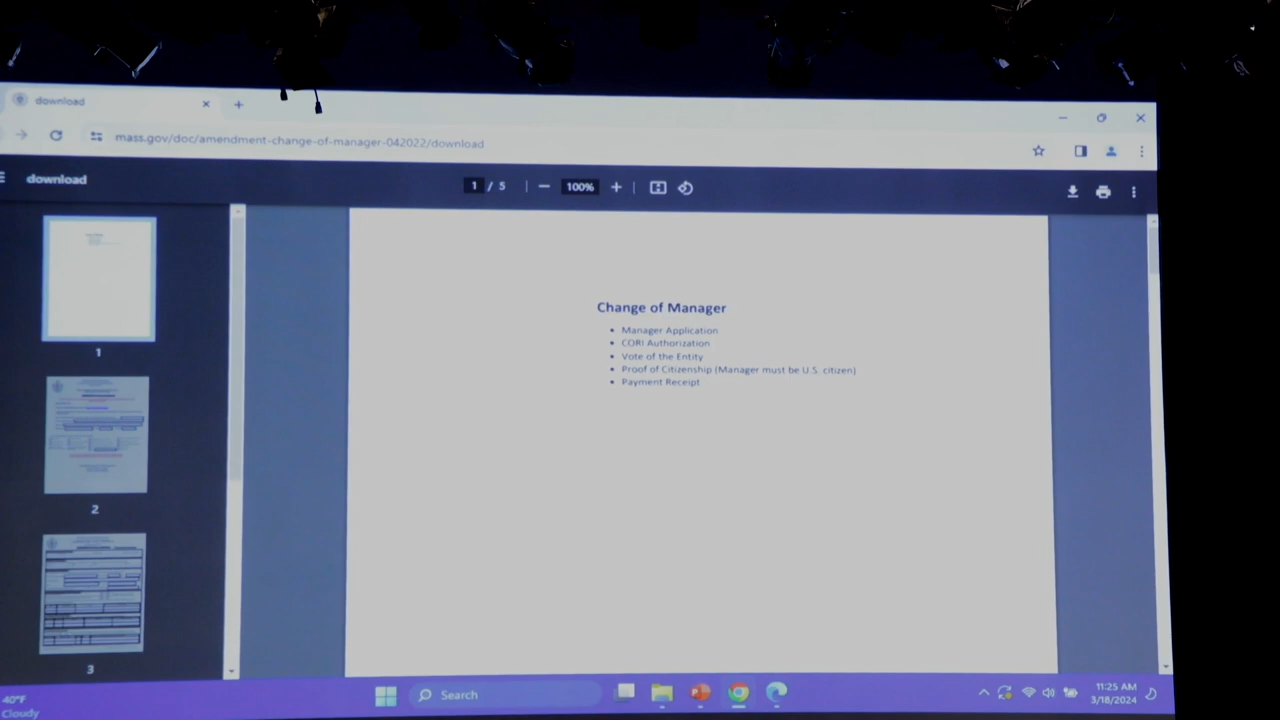 download
mass.gov/doc/amendment-change-of-manager-042022/download
download
1 / 5
100%
Change of Manager
• Manager Application
• CORI Authorization
• Vote of the Entity
• Proof of Citizenship (Manager must be U.S. citizen)
• Payment Receipt
1
2
3
40°F
Cloudy
Search
11:25 AM
3/18/2024